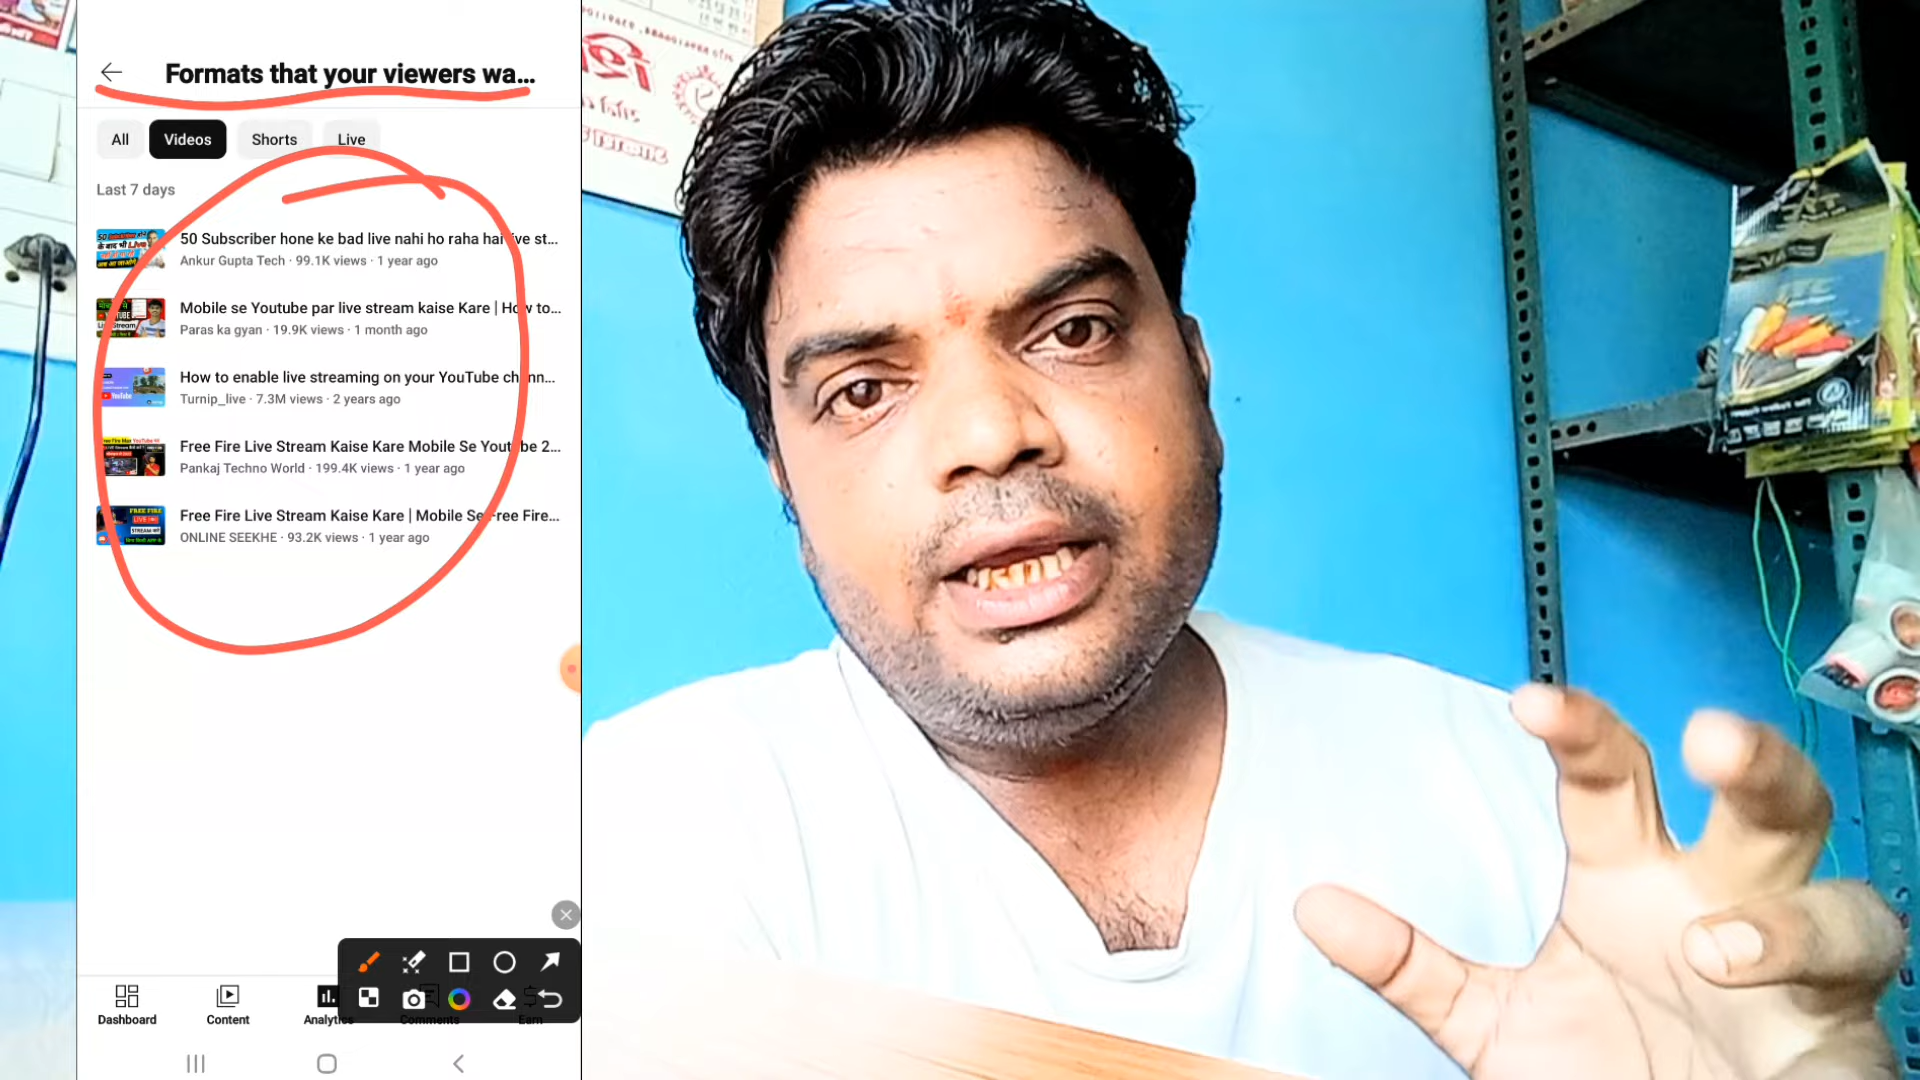 Formats that your viewers wa...
All
Videos
Shorts
Live
Last 7 days
50 Subscriber hone ke bad live nahi ho raha hai live st...
Ankur Gupta Tech · 99.1K views · 1 year ago
Mobile se Youtube par live stream kaise Kare | How to...
Paras ka gyan · 19.9K views · 1 month ago
How to enable live streaming on your YouTube chann...
Turnip_live · 7.3M views · 2 years ago
Free Fire Live Stream Kaise Kare Mobile Se Youtube 2...
Pankaj Techno World · 199.4K views · 1 year ago
Free Fire Live Stream Kaise Kare | Mobile Se Free Fire...
ONLINE SEEKHE · 93.2K views · 1 year ago
Dashboard
Content
Analytics
Comments
Earn